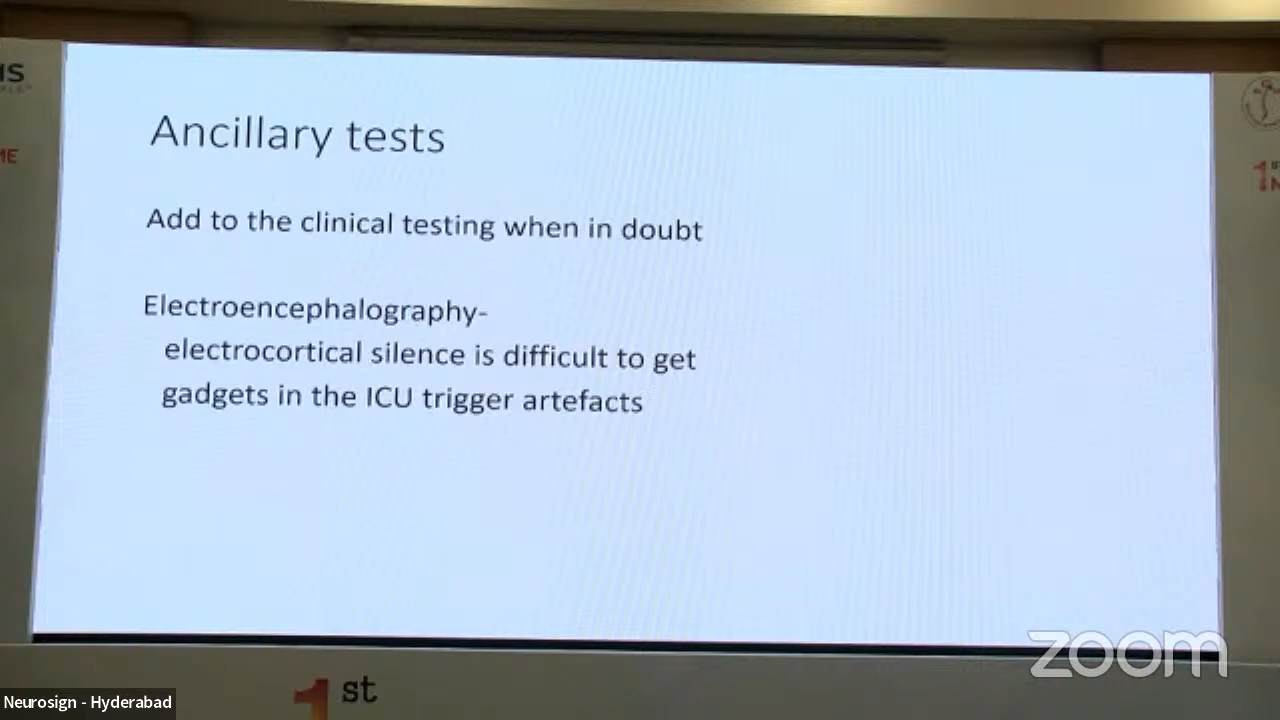 Ancillary tests
Add to the clinical testing when in doubt
Electroencephalography-
electrocortical silence is difficult to get
gadgets in the ICU trigger artefacts
zoom
1st
Neurosign - Hyderabad